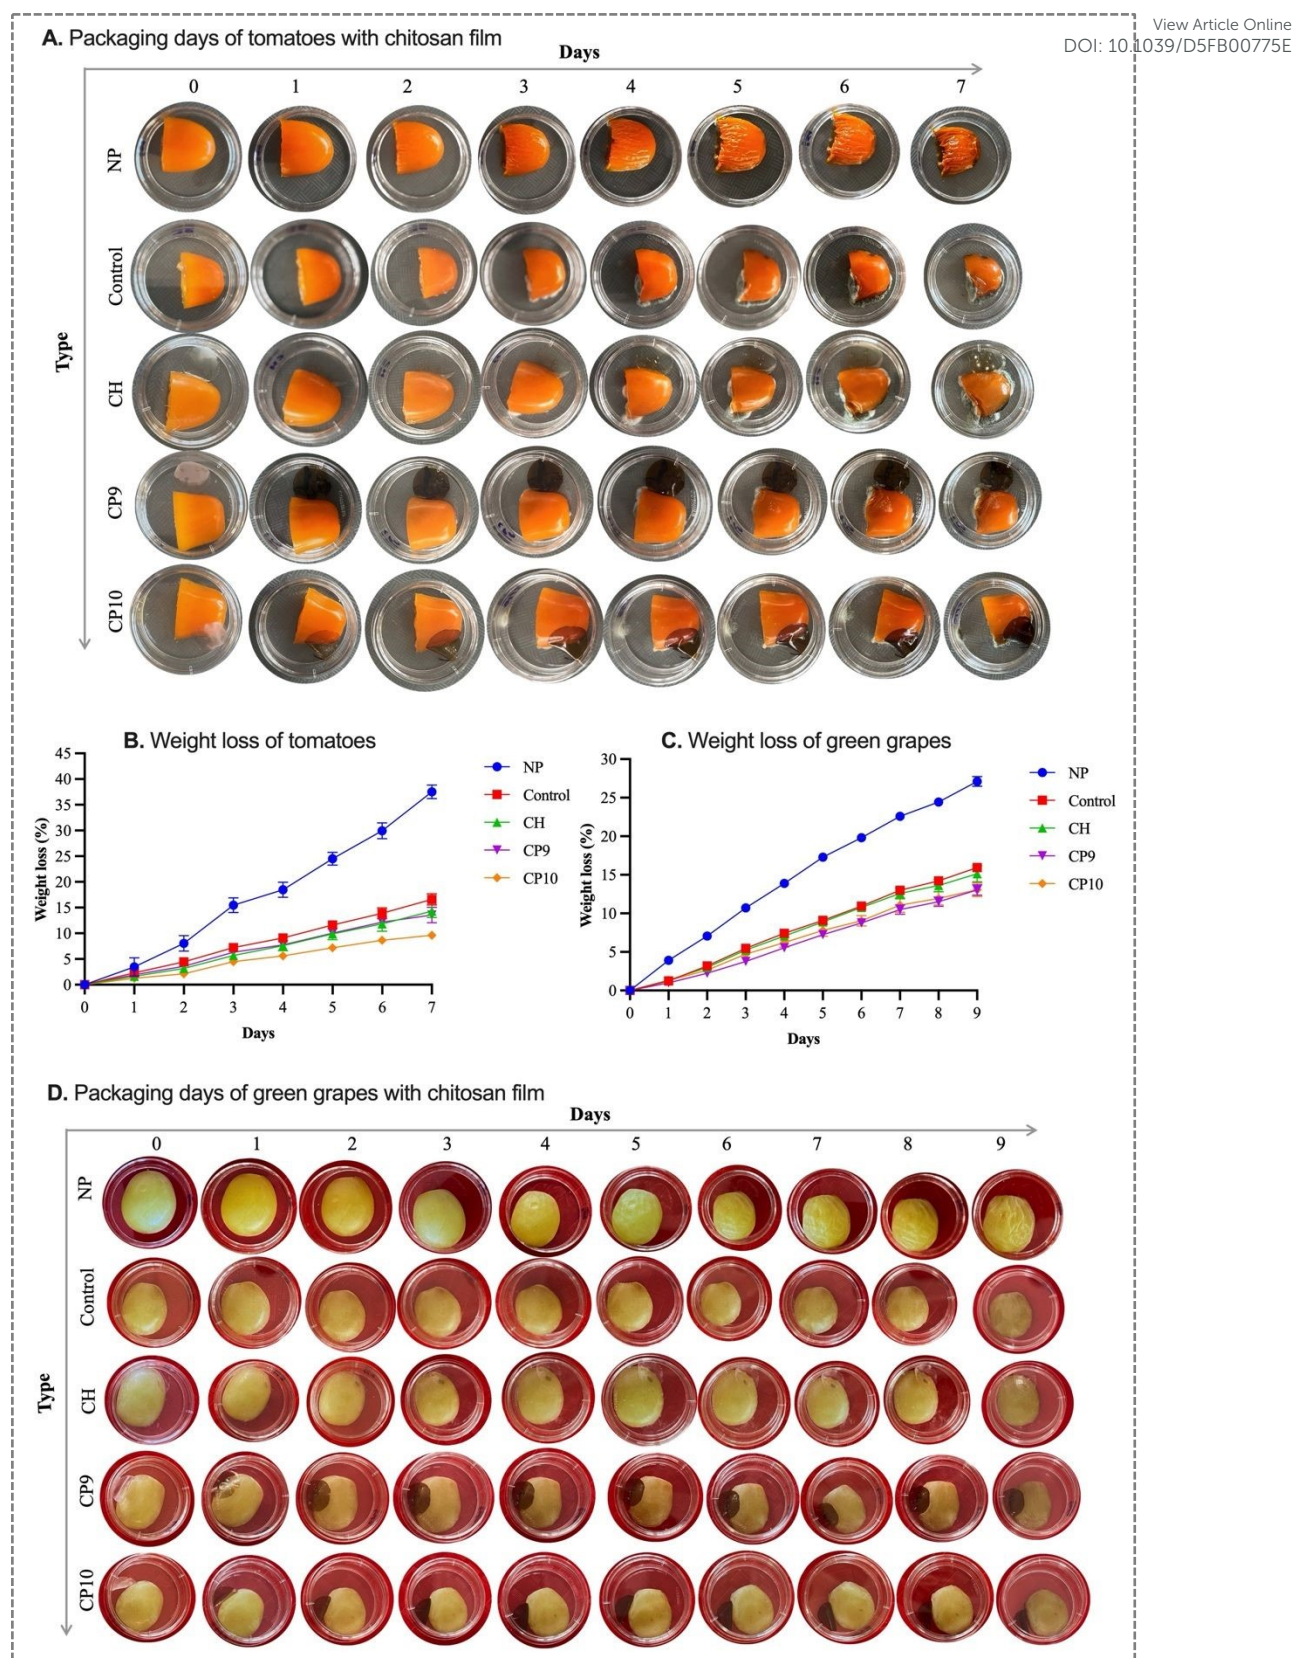 View Article Online
DOI: 10.1039/D5FB00775E
A. Packaging days of tomatoes with chitosan film
Days
0 1 2 3 4 5 6 7
Type
NP
Control
CH
CP9
CP10
B. Weight loss of tomatoes
45
40
35
30
25
20
15
10
5
0
Weight loss (%)
0 1 2 3 4 5 6 7
Days
NP
Control
CH
CP9
CP10
C. Weight loss of green grapes
30
25
20
15
10
5
0
Weight loss (%)
0 1 2 3 4 5 6 7 8 9
Days
NP
Control
CH
CP9
CP10
D. Packaging days of green grapes with chitosan film
Days
0 1 2 3 4 5 6 7 8 9
Type
NP
Control
CH
CP9
CP10